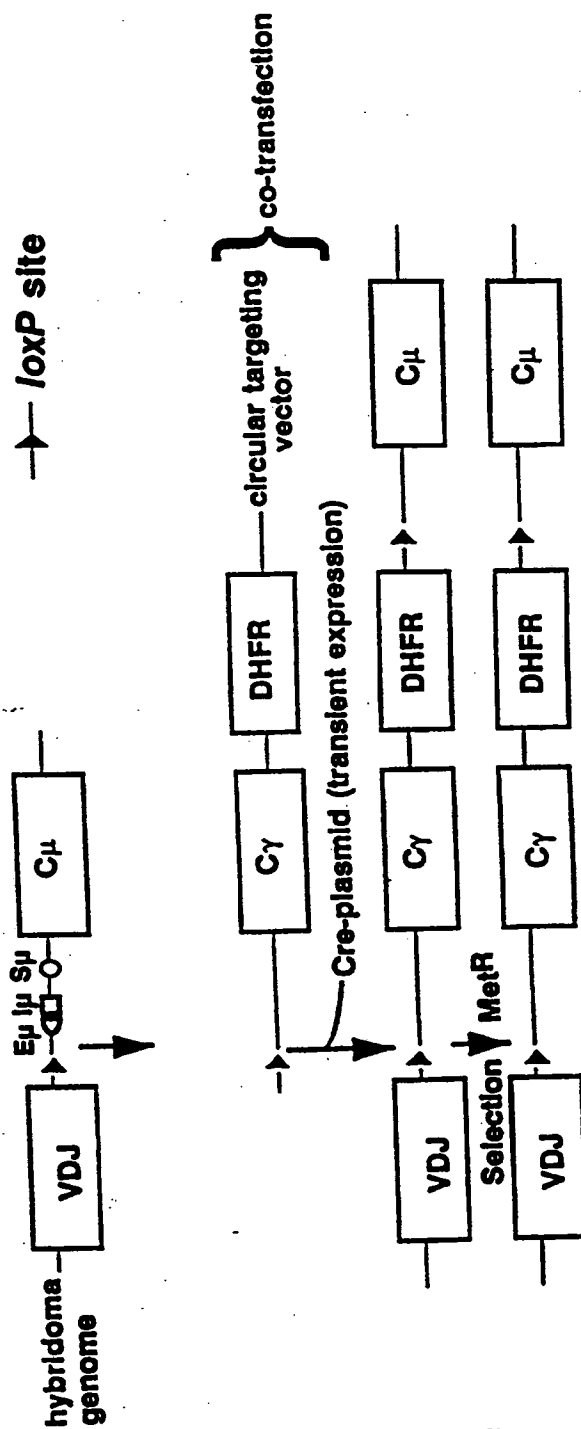 loxP site
hybridoma
genome
VDJ
Eμ Iμ Sμ
Cμ
Cγ
DHFR
circular targeting
vector
co-transfection
Cre-plasmid (transient expression)
VDJ
Cγ
DHFR
Cμ
Selection
MetR
VDJ
Cγ
DHFR
Cμ